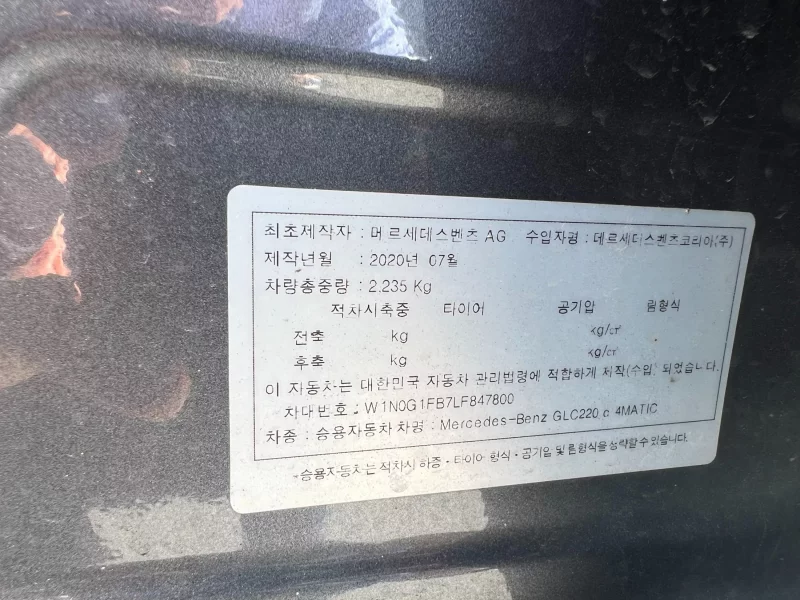 최초제작자 : 메르세데스벤츠 AG 수입자명 : 메르세데스벤츠코리아(주)
제작년월 : 2020년 07월
차량총중량 : 2.235 Kg
적차시축중 타이어 공기압 림형식
전축 kg kg/cm²
후축 kg kg/cm²
이 자동차는 대한민국 자동차 관리법령에 적합하게 제작(수입) 되었습니다.
차대번호 : W1N0G1FB7LF847800
차종 : 승용자동차 차명 : Mercedes-Benz GLC220 d 4MATIC
승용자동차는 적차시 하중 · 타이어 형식 · 공기압 및 림형식을 생략할 수 있습니다.